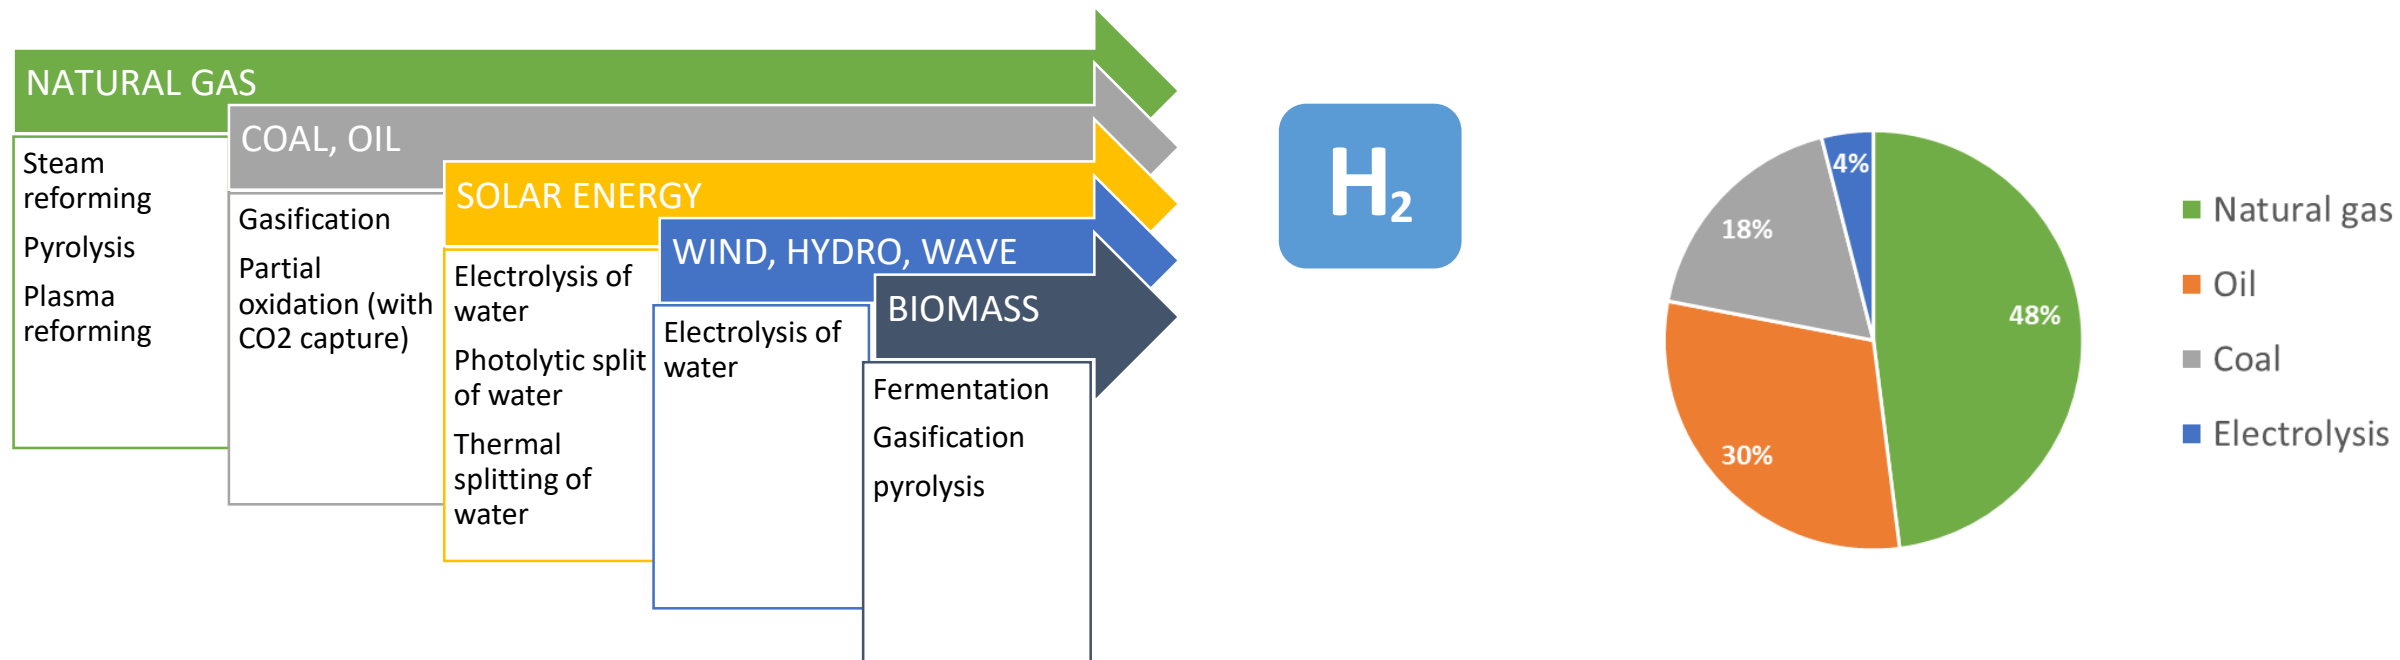 NATURAL GAS
Steam
reforming
Pyrolysis
Plasma
reforming
COAL, OIL
Gasification
Partial
oxidation (with
CO2 capture)
SOLAR ENERGY
Electrolysis of
water
Photolytic split
of water
Thermal
splitting of
water
WIND, HYDRO, WAVE
Electrolysis of
water
BIOMASS
Fermentation
Gasification
pyrolysis
H₂
4%
18%
48%
30%
Natural gas
Oil
Coal
Electrolysis